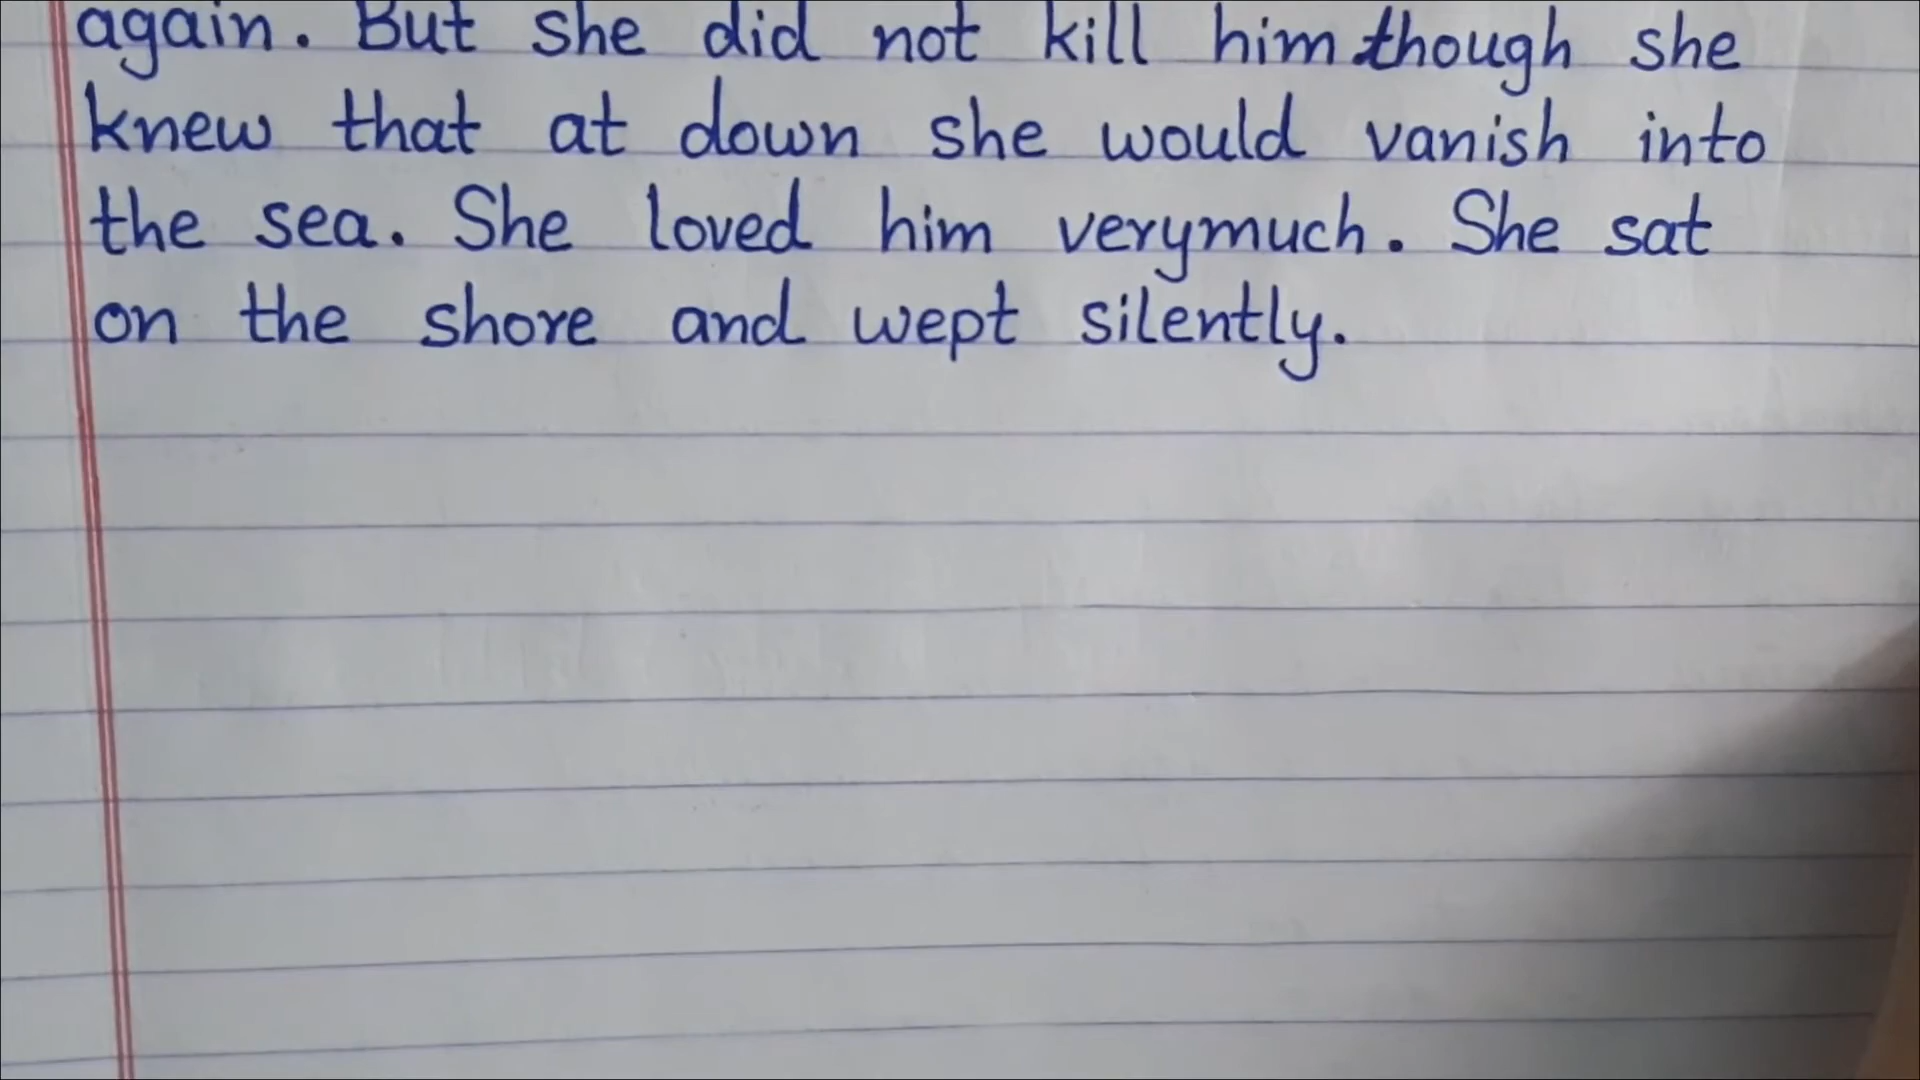 again. But she did not kill him though she
knew that at down she would vanish into
the sea. She loved him verymuch. She sat
on the shore and wept silently.